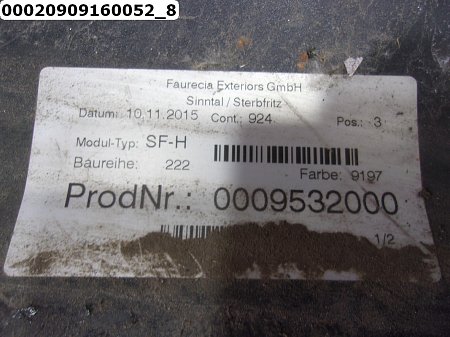 00020909160052_8
Faurecia Exteriors GmbH
Sinntal / Sterbfritz
Datum: 10.11.2015 Cont.: 924 Pos.: 3
Modul-Typ: SF-H
Baureihe: 222 Farbe: 9197
ProdNr.: 0009532000
1/2